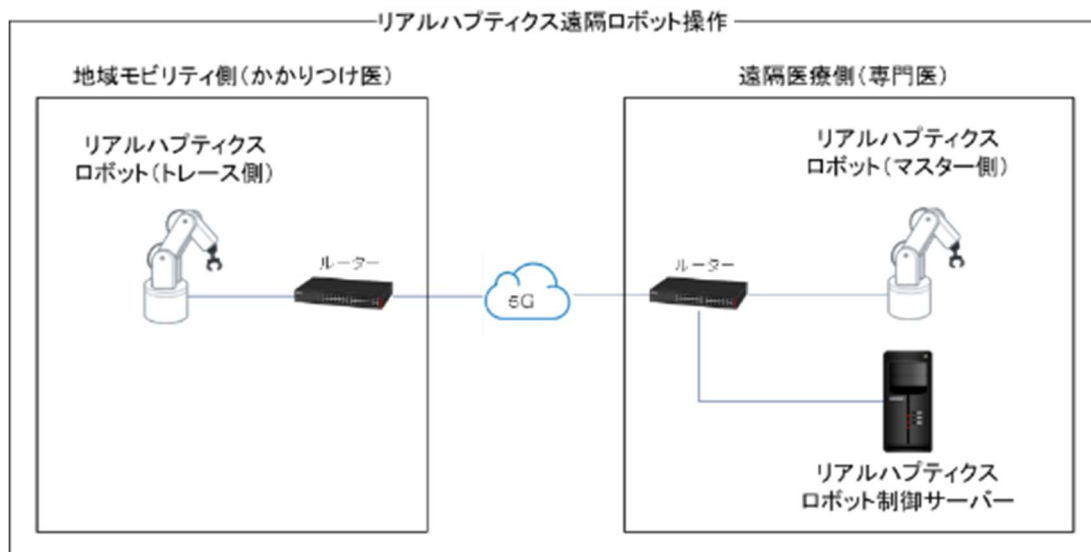 リアルハプティクス遠隔ロボット操作
地域モビリティ側（かかりつけ医）
リアルハプティクス
ロボット（トレース側）
ルーター
5G
遠隔医療側（専門医）
リアルハプティクス
ロボット（マスター側）
ルーター
リアルハプティクス
ロボット制御サーバー